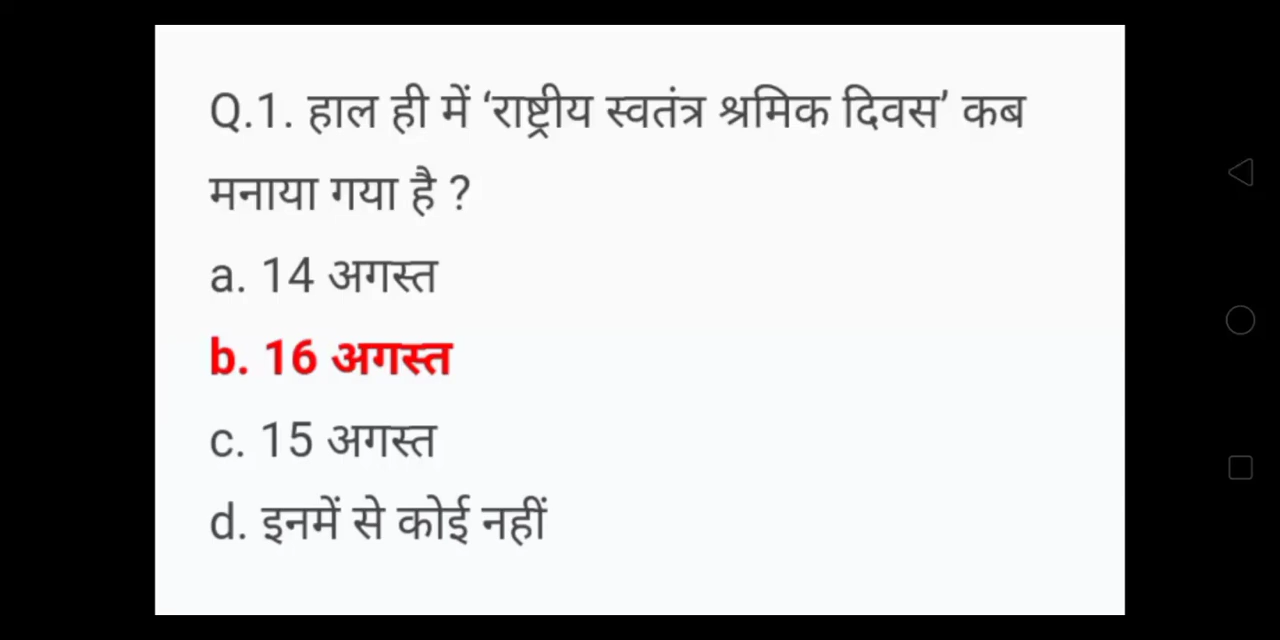 Q.1. हाल ही में ‘राष्ट्रीय स्वतंत्र श्रमिक दिवस’ कब
मनाया गया है ?
a. 14 अगस्त
b. 16 अगस्त
c. 15 अगस्त
d. इनमें से कोई नहीं